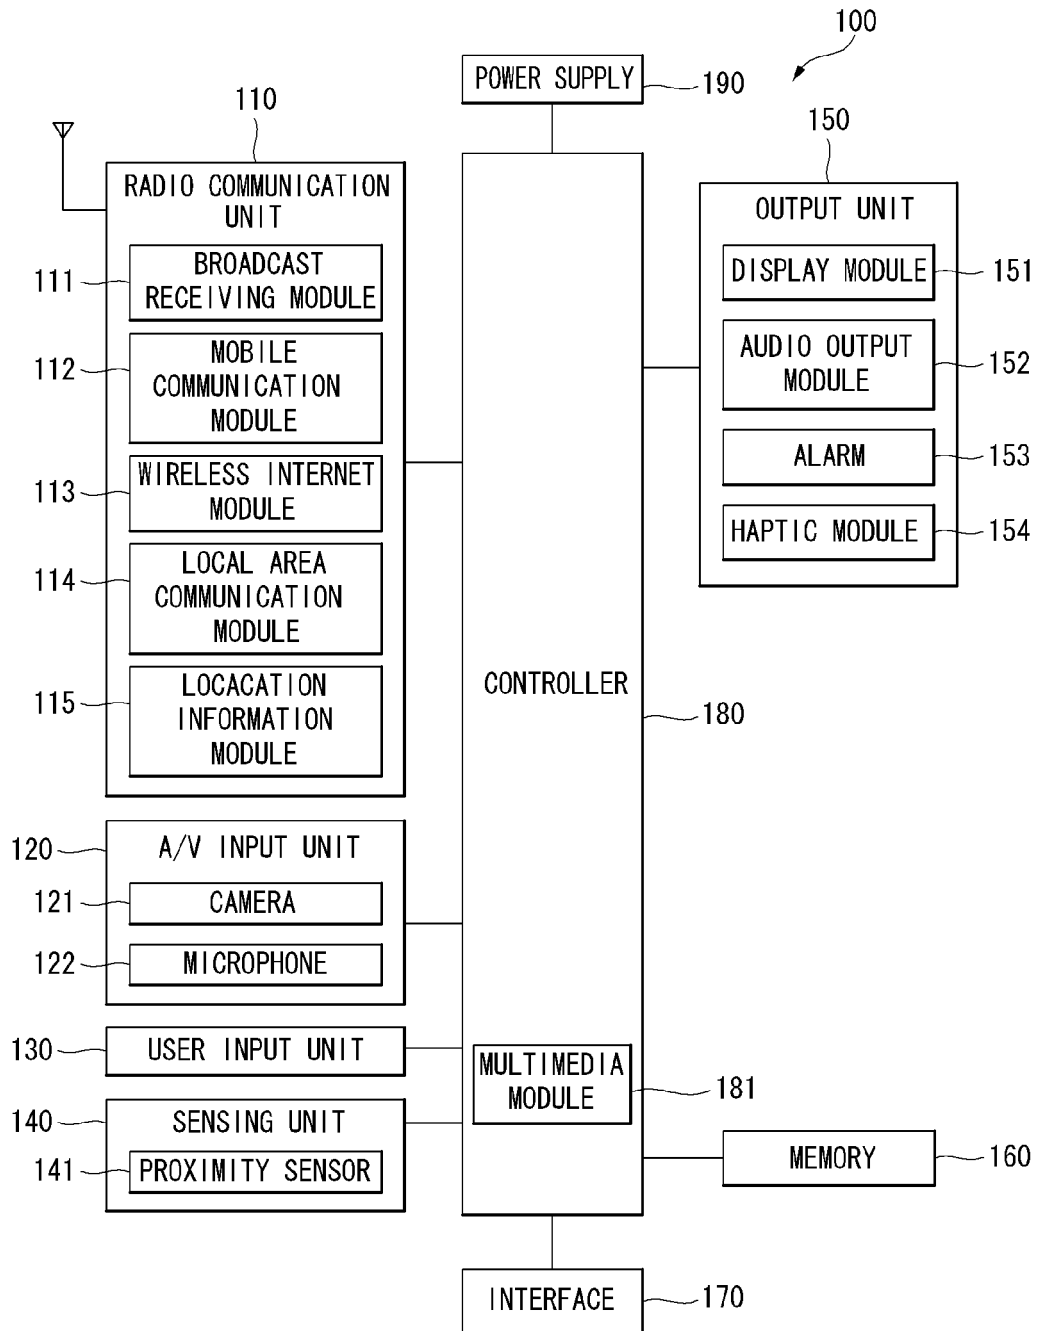 100
POWER SUPPLY
190
110
150
RADIO COMMUNICATION
UNIT
OUTPUT UNIT
BROADCAST
RECEIVING MODULE
111
DISPLAY MODULE
151
MOBILE
COMMUNICATION
MODULE
112
AUDIO OUTPUT
MODULE
152
WIRELESS INTERNET
MODULE
113
ALARM
153
HAPTIC MODULE
154
LOCAL AREA
COMMUNICATION
MODULE
114
LOCACATION
INFORMATION
MODULE
115
CONTROLLER
180
120
A/V INPUT UNIT
121
CAMERA
122
MICROPHONE
130
USER INPUT UNIT
MULTIMEDIA
MODULE
181
140
SENSING UNIT
141
PROXIMITY SENSOR
MEMORY
160
INTERFACE
170